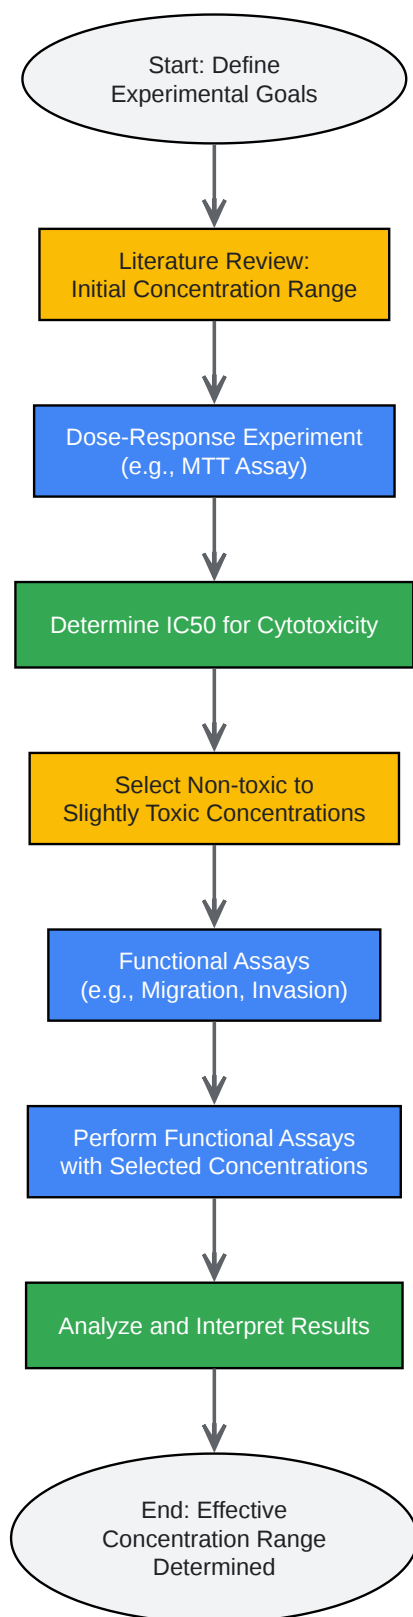 Start: Define
Experimental Goals
Literature Review:
Initial Concentration Range
Dose-Response Experiment
(e.g., MTT Assay)
Determine IC50 for Cytotoxicity
Select Non-toxic to
Slightly Toxic Concentrations
Functional Assays
(e.g., Migration, Invasion)
Perform Functional Assays
with Selected Concentrations
Analyze and Interpret Results
End: Effective
Concentration Range
Determined